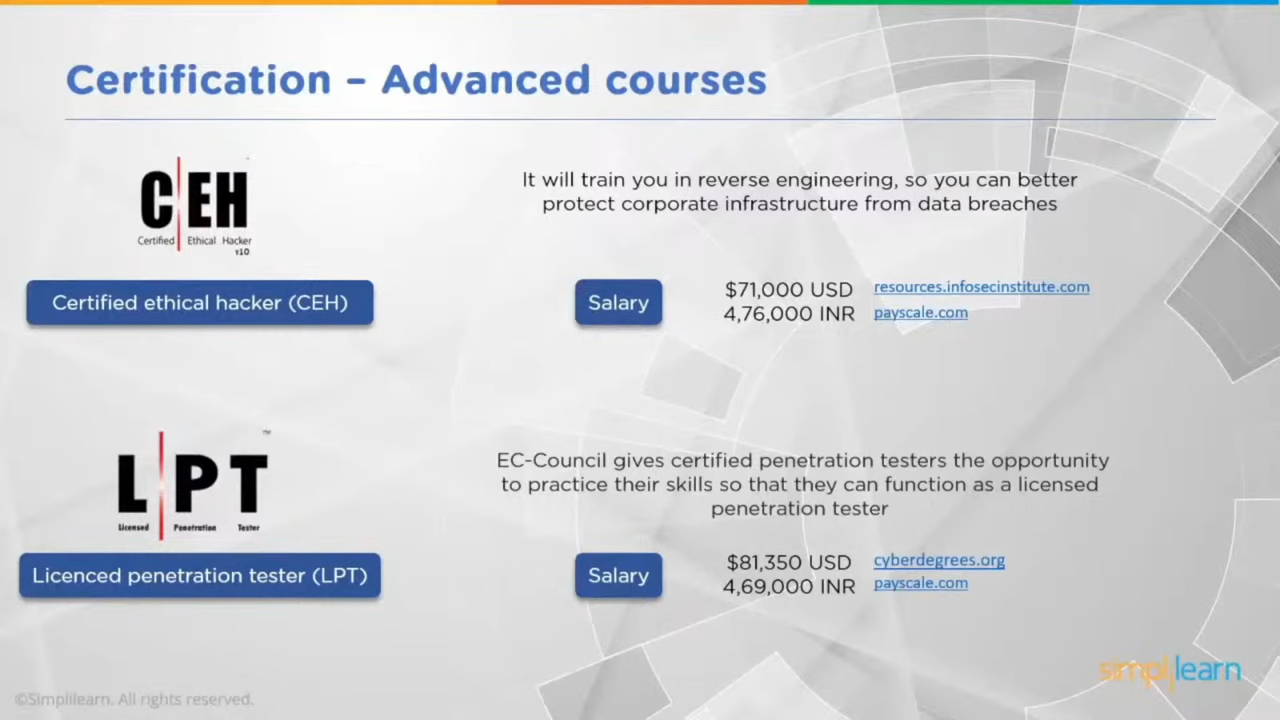 Certification – Advanced courses
C EH
Certified Ethical Hacker
v10
It will train you in reverse engineering, so you can better
protect corporate infrastructure from data breaches
Certified ethical hacker (CEH)
Salary
$71,000 USD resources.infosecinstitute.com
4,76,000 INR payscale.com
L PT
TM
Licensed Penetration Tester
EC-Council gives certified penetration testers the opportunity
to practice their skills so that they can function as a licensed
penetration tester
Licenced penetration tester (LPT)
Salary
$81,350 USD cyberdegrees.org
4,69,000 INR payscale.com
simplilearn
©Simplilearn. All rights reserved.